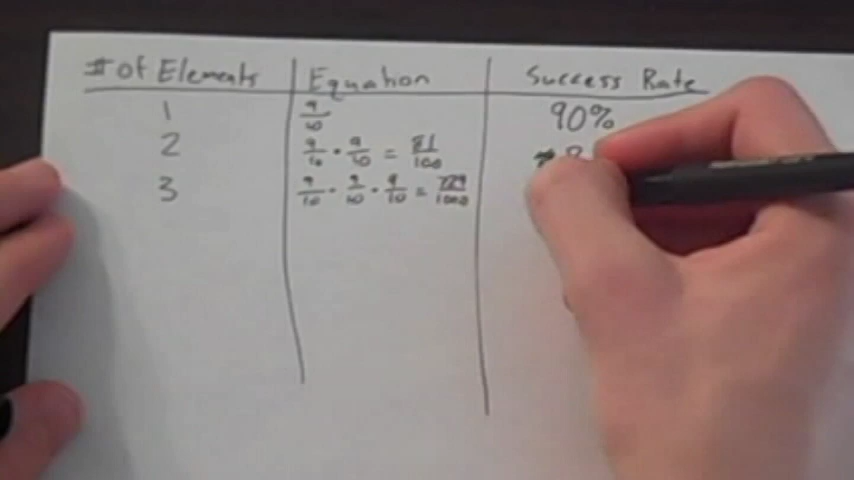 # of Elements Equation Success Rate
1 9/10 90%
2 9/10 · 9/10 = 81/100
3 9/10 · 9/10 · 9/10 = 729/1000